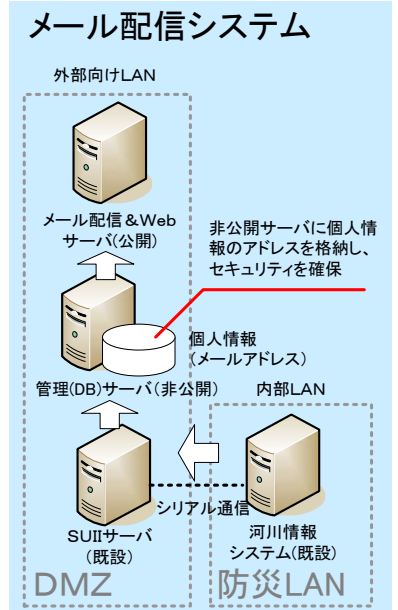 メール配信システム
外部向けLAN
メール配信＆Web
サーバ(公開)
非公開サーバに個人情
報のアドレスを格納し、
セキュリティを確保
個人情報
(メールアドレス)
管理(DB)サーバ(非公開)
内部LAN
シリアル通信
SUIIサーバ
(既設)
河川情報
システム(既設)
DMZ
防災LAN